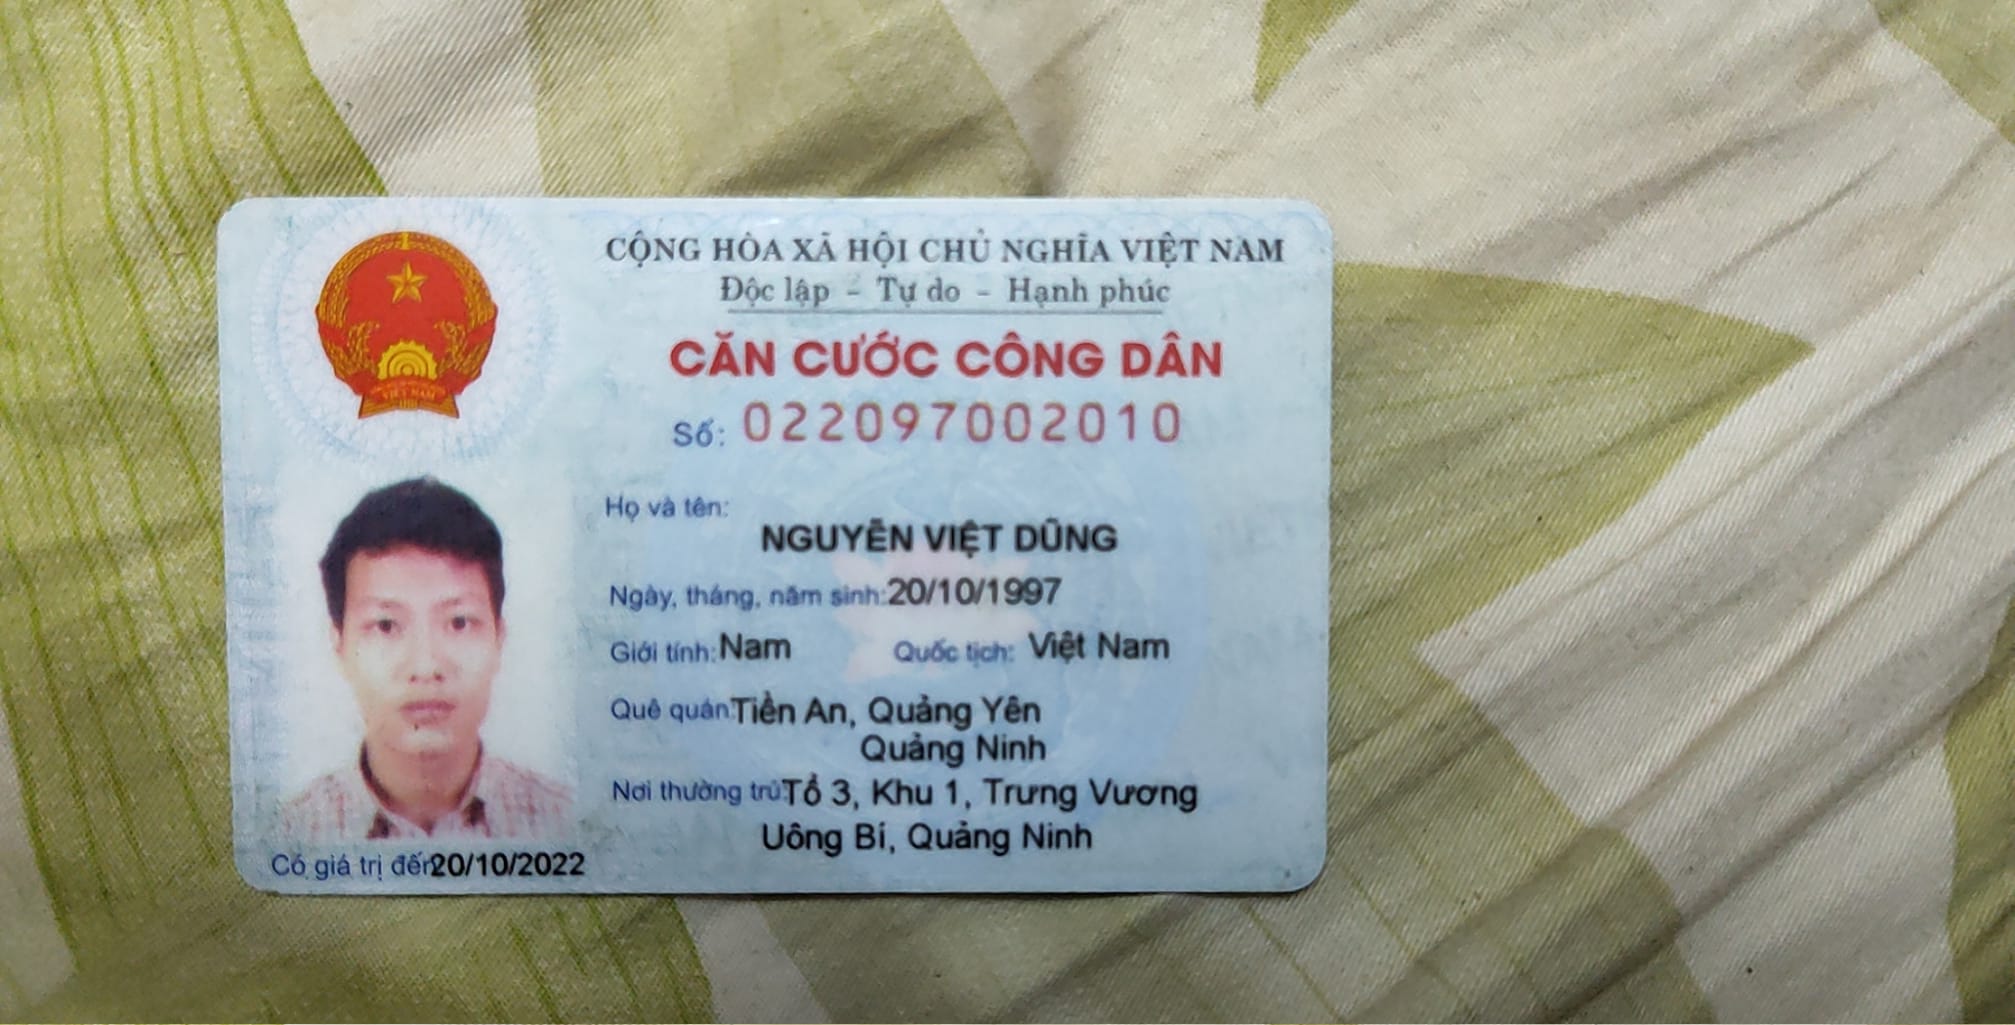 CỘNG HÒA XÃ HỘI CHỦ NGHĨA VIỆT NAM
Độc lập - Tự do - Hạnh phúc
CĂN CƯỚC CÔNG DÂN
Số: 022097002010
Họ và tên:
NGUYỄN VIỆT DŨNG
Ngày, tháng, năm sinh: 20/10/1997
Giới tính: Nam Quốc tịch: Việt Nam
Quê quán: Tiền An, Quảng Yên
Quảng Ninh
Nơi thường trú: Tổ 3, Khu 1, Trưng Vương
Uông Bí, Quảng Ninh
Có giá trị đến: 20/10/2022
VIỆT NAM